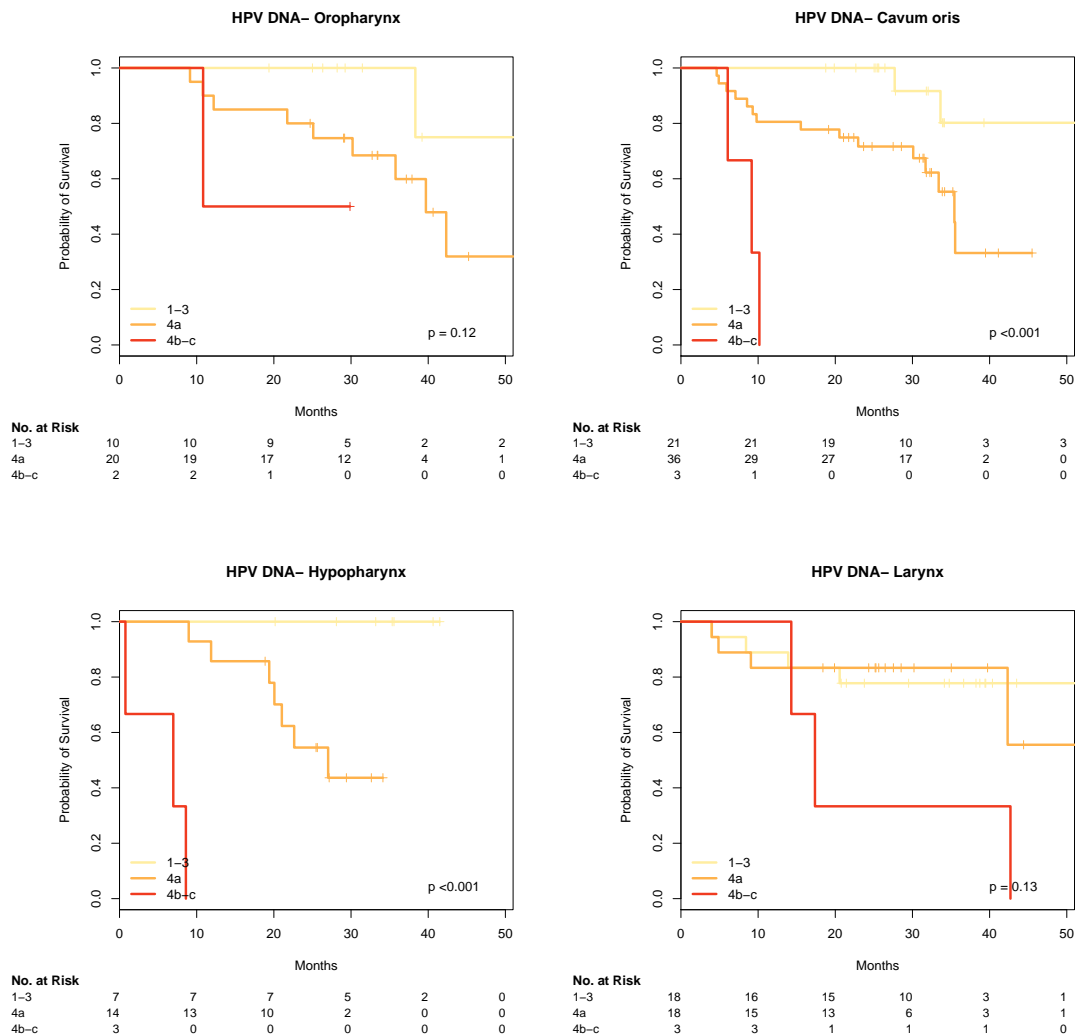 HPV DNA− Oropharynx
Probability of Survival
1.0
0.8
0.6
0.4
0.2
0.0
1−3
4a
4b−c
p = 0.12
0 10 20 30 40 50
Months
No. at Risk
1−3 10 10 9 5 2 2
4a 20 19 17 12 4 1
4b−c 2 2 1 0 0 0
HPV DNA− Cavum oris
Probability of Survival
1.0
0.8
0.6
0.4
0.2
0.0
1−3
4a
4b−c
p <0.001
0 10 20 30 40 50
Months
No. at Risk
1−3 21 21 19 10 3 3
4a 36 29 27 17 2 0
4b−c 3 1 0 0 0 0
HPV DNA− Hypopharynx
Probability of Survival
1.0
0.8
0.6
0.4
0.2
0.0
1−3
4a
4b−c
p <0.001
0 10 20 30 40 50
Months
No. at Risk
1−3 7 7 7 5 2 0
4a 14 13 10 2 0 0
4b−c 3 0 0 0 0 0
HPV DNA− Larynx
Probability of Survival
1.0
0.8
0.6
0.4
0.2
0.0
1−3
4a
4b−c
p = 0.13
0 10 20 30 40 50
Months
No. at Risk
1−3 18 16 15 10 3 1
4a 18 15 13 6 3 1
4b−c 3 3 1 1 1 0